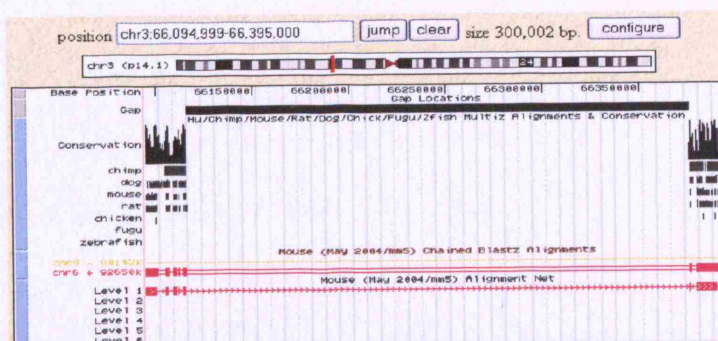 position chr3:66,094,999-66,395,000 jump clear size 300,002 bp. configure
chr3 (p14.1) 24
Base Position 66150000| 66200000| 66250000| 66300000| 66350000|
Gap Locations
Gap
Hu/Chimp/Mouse/Rat/Dog/Chick/Fugu/Zfish Multiz Alignments & Conservation
Conservation
chimp
dog
mouse
rat
chicken
fugu
zebrafish
Mouse (May 2004/mm5) Chained Blastz Alignments
chr6 + 92650k
Mouse (May 2004/mm5) Alignment Net
Level 1
Level 2
Level 3
Level 4
Level 5